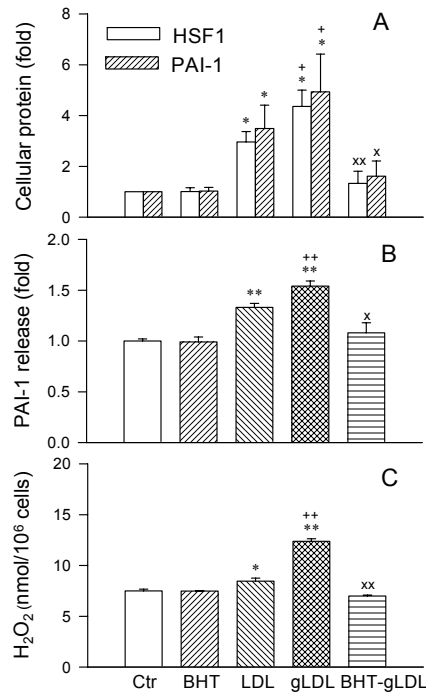 A
HSF1
PAI-1
Cellular protein (fold)
8
6
4
2
0
*
*
+
*
+
*
xx
x
B
PAI-1 release (fold)
2.0
1.5
1.0
0.5
0.0
**
++
**
x
C
H₂O₂ (nmol/10⁶ cells)
20
15
10
5
0
*
++
**
xx
Ctr BHT LDL gLDL BHT-gLDL